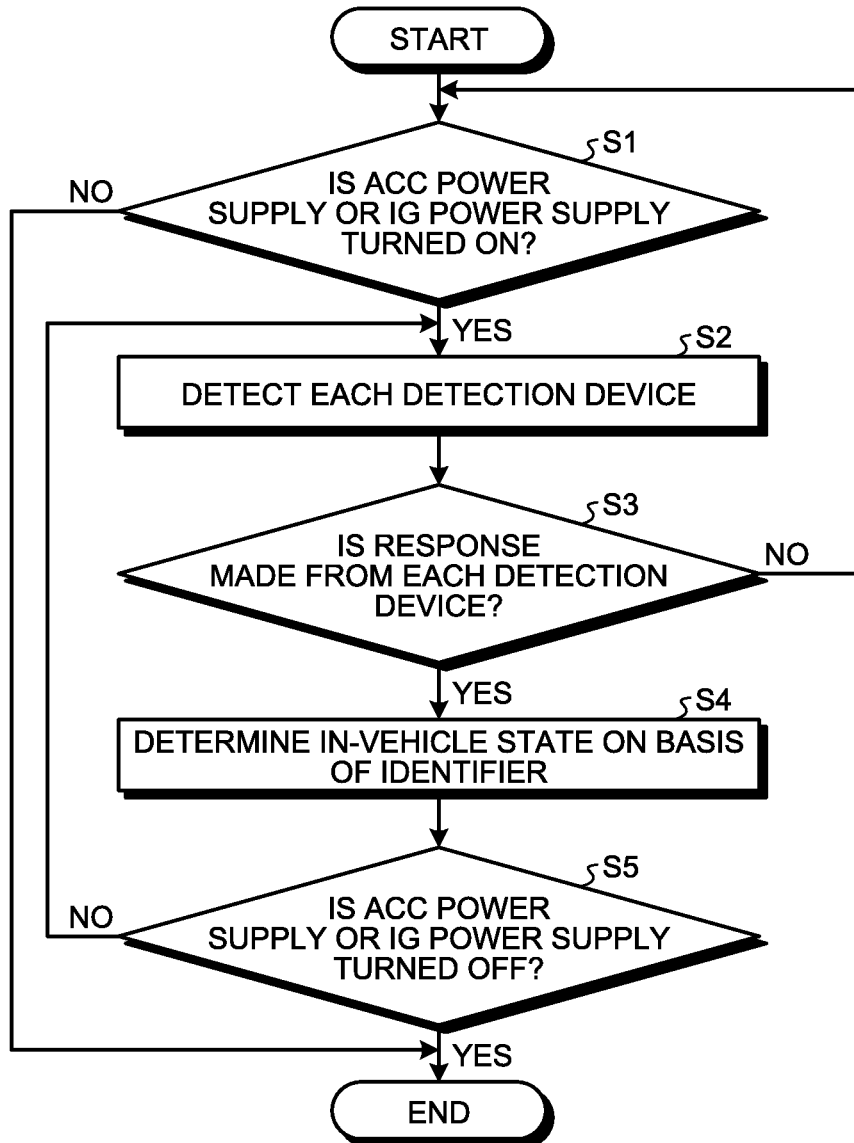 START
S1
IS ACC POWER
SUPPLY OR IG POWER SUPPLY
TURNED ON?
NO
YES
S2
DETECT EACH DETECTION DEVICE
S3
IS RESPONSE
MADE FROM EACH DETECTION
DEVICE?
NO
YES
S4
DETERMINE IN-VEHICLE STATE ON BASIS
OF IDENTIFIER
S5
IS ACC POWER
SUPPLY OR IG POWER SUPPLY
TURNED OFF?
NO
YES
END